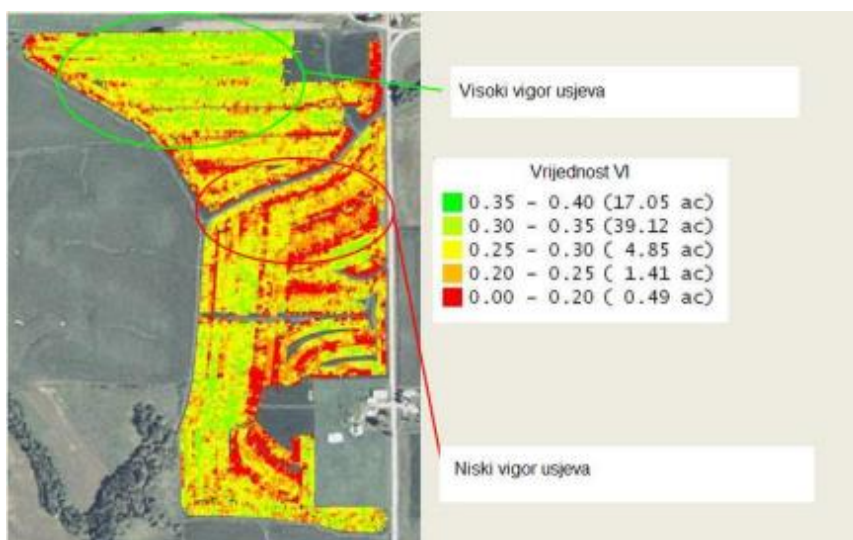 Visoki vigor usjeva
Vrijednost VI
0.35 - 0.40 (17.05 ac)
0.30 - 0.35 (39.12 ac)
0.25 - 0.30 ( 4.85 ac)
0.20 - 0.25 ( 1.41 ac)
0.00 - 0.20 ( 0.49 ac)
Niski vigor usjeva